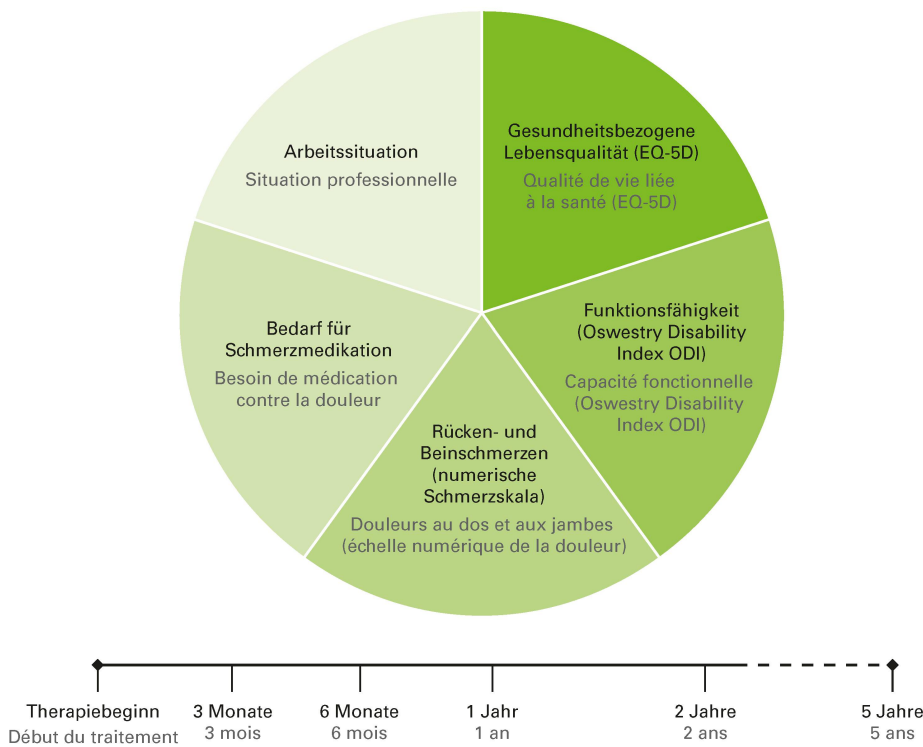 Arbeitssituation
Situation professionnelle
Gesundheitsbezogene
Lebensqualität (EQ-5D)
Qualité de vie liée
à la santé (EQ-5D)
Funktionsfähigkeit
(Oswestry Disability
Index ODI)
Capacité fonctionnelle
(Oswestry Disability
Index ODI)
Bedarf für
Schmerzmedikation
Besoin de médication
contre la douleur
Rücken- und
Beinschmerzen
(numerische
Schmerzskala)
Douleurs au dos et aux jambes
(échelle numérique de la douleur)
Therapiebeginn
Début du traitement
3 Monate
3 mois
6 Monate
6 mois
1 Jahr
1 an
2 Jahre
2 ans
5 Jahre
5 ans